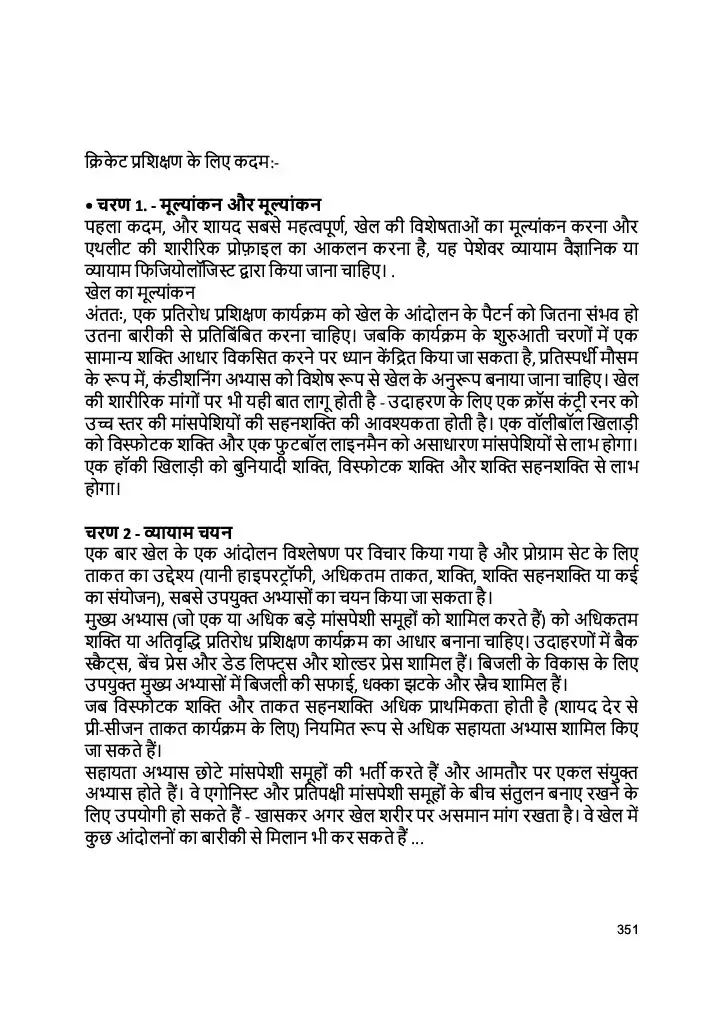 क्रिकेट प्रशिक्षण के लिए कदम:-
• चरण 1. - मूल्यांकन और मूल्यांकन
पहला कदम, और शायद सबसे महत्वपूर्ण, खेल की विशेषताओं का मूल्यांकन करना और
एथलीट की शारीरिक प्रोफ़ाइल का आकलन करना है, यह पेशेवर व्यायाम वैज्ञानिक या
व्यायाम फिजियोलॉजिस्ट द्वारा किया जाना चाहिए। .
खेल का मूल्यांकन
अंततः, एक प्रतिरोध प्रशिक्षण कार्यक्रम को खेल के आंदोलन के पैटर्न को जितना संभव हो
उतना बारीकी से प्रतिबिंबित करना चाहिए। जबकि कार्यक्रम के शुरुआती चरणों में एक
सामान्य शक्ति आधार विकसित करने पर ध्यान केंद्रित किया जा सकता है, प्रतिस्पर्धी मौसम
के रूप में, कंडीशनिंग अभ्यास को विशेष रूप से खेल के अनुरूप बनाया जाना चाहिए। खेल
की शारीरिक मांगों पर भी यही बात लागू होती है - उदाहरण के लिए एक क्रॉस कंट्री रनर को
उच्च स्तर की मांसपेशियों की सहनशक्ति की आवश्यकता होती है। एक वॉलीबॉल खिलाड़ी
को विस्फोटक शक्ति और एक फुटबॉल लाइनमैन को असाधारण मांसपेशियों से लाभ होगा।
एक हॉकी खिलाड़ी को बुनियादी शक्ति, विस्फोटक शक्ति और शक्ति सहनशक्ति से लाभ
होगा।
चरण 2 - व्यायाम चयन
एक बार खेल के एक आंदोलन विश्लेषण पर विचार किया गया है और प्रोग्राम सेट के लिए
ताकत का उद्देश्य (यानी हाइपरट्रॉफी, अधिकतम ताकत, शक्ति, शक्ति सहनशक्ति या कई
का संयोजन), सबसे उपयुक्त अभ्यासों का चयन किया जा सकता है।
मुख्य अभ्यास (जो एक या अधिक बड़े मांसपेशी समूहों को शामिल करते हैं) को अधिकतम
शक्ति या अतिवृद्धि प्रतिरोध प्रशिक्षण कार्यक्रम का आधार बनाना चाहिए। उदाहरणों में बैक
स्कैट्स, बेंच प्रेस और डेड लिफ्ट्स और शोल्डर प्रेस शामिल हैं। बिजली के विकास के लिए
उपयुक्त मुख्य अभ्यासों में बिजली की सफाई, धक्का झटके और स्नैच शामिल हैं।
जब विस्फोटक शक्ति और ताकत सहनशक्ति अधिक प्राथमिकता होती है (शायद देर से
प्री-सीजन ताकत कार्यक्रम के लिए) नियमित रूप से अधिक सहायता अभ्यास शामिल किए
जा सकते हैं।
सहायता अभ्यास छोटे मांसपेशी समूहों की भर्ती करते हैं और आमतौर पर एकल संयुक्त
अभ्यास होते हैं। वे एगोनिस्ट और प्रतिपक्षी मांसपेशी समूहों के बीच संतुलन बनाए रखने के
लिए उपयोगी हो सकते हैं - खासकर अगर खेल शरीर पर असमान मांग रखता है। वे खेल में
कुछ आंदोलनों का बारीकी से मिलान भी कर सकते हैं ...
351